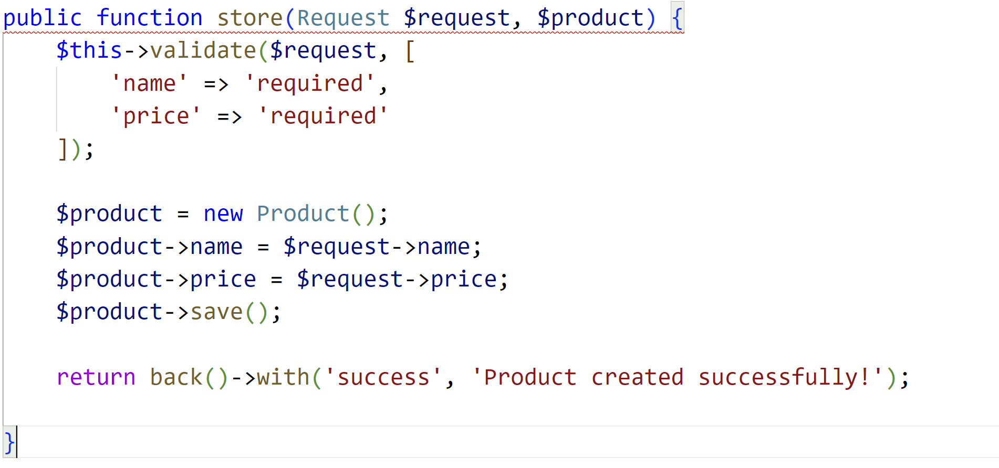 public function store(Request $request, $product) {
    $this->validate($request, [
        'name' => 'required',
        'price' => 'required'
    ]);

    $product = new Product();
    $product->name = $request->name;
    $product->price = $request->price;
    $product->save();

    return back()->with('success', 'Product created successfully!');

}